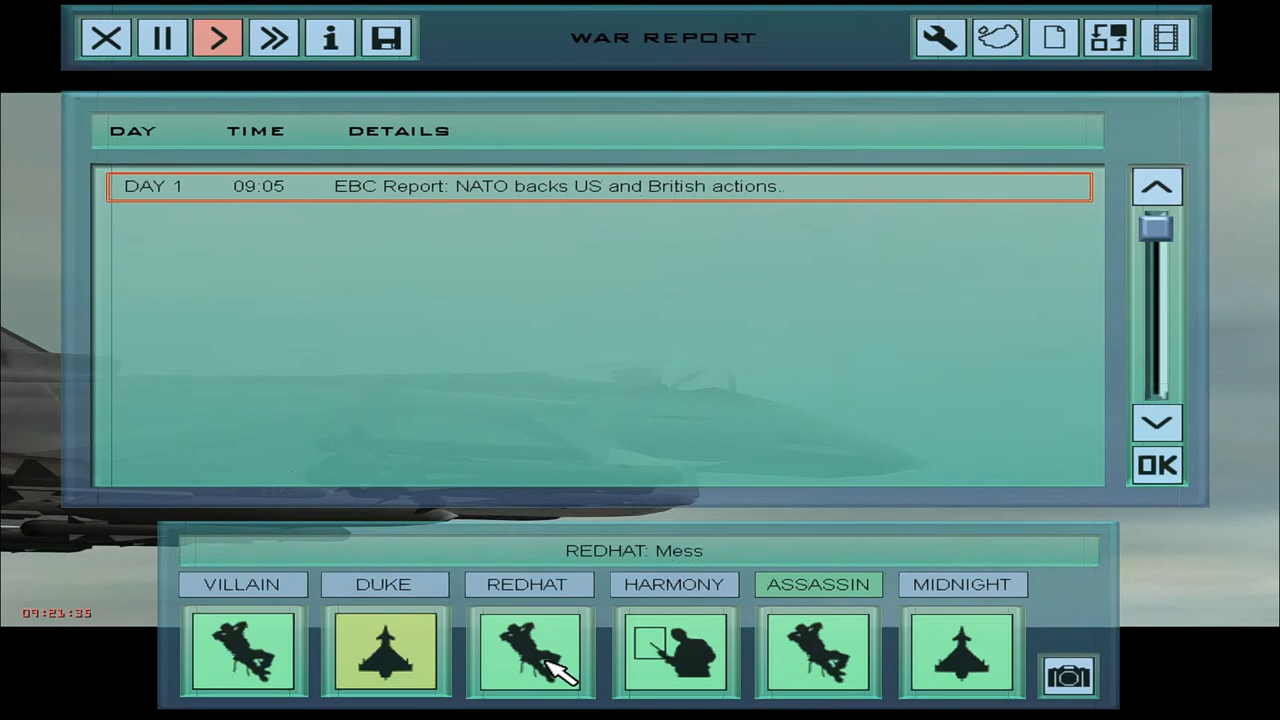 WAR REPORT
DAY TIME DETAILS
DAY 1 09:05 EBC Report: NATO backs US and British actions.
OK
REDHAT: Mess
VILLAIN DUKE REDHAT HARMONY ASSASSIN MIDNIGHT
09:21:35